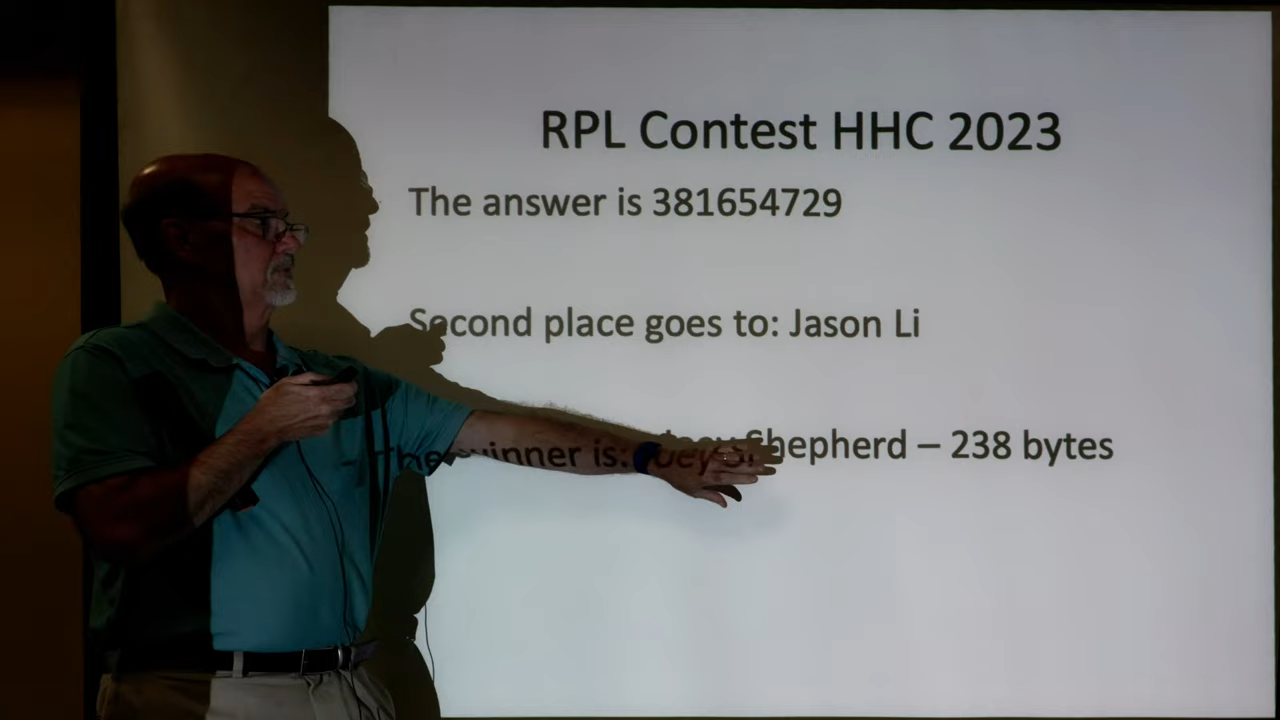 RPL Contest HHC 2023
The answer is 381654729
Second place goes to: Jason Li
The winner is: Joey Shepherd – 238 bytes